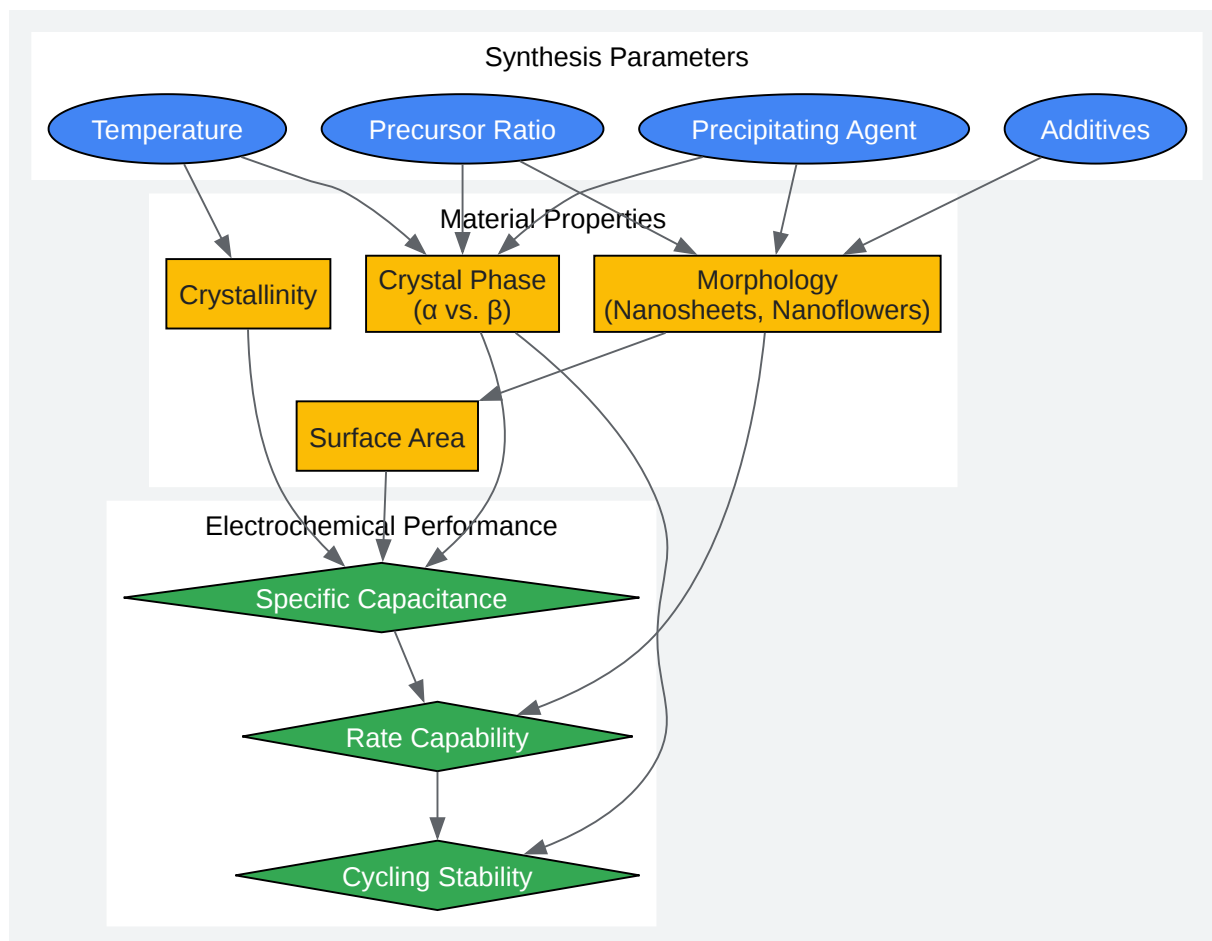 Synthesis Parameters
Temperature
Precursor Ratio
Precipitating Agent
Additives
Material Properties
Crystallinity
Crystal Phase
(α vs. β)
Morphology
(Nanosheets, Nanoflowers)
Surface Area
Electrochemical Performance
Specific Capacitance
Rate Capability
Cycling Stability